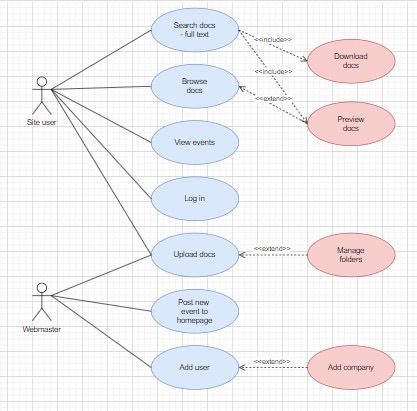 Search docs
- full text
<<include>>
Download
docs
<<include>>
Browse
docs
<<extend>>
Preview
docs
Site user
View events
Log in
Upload docs
<<extend>>
Manage
folders
Webmaster
Post new
event to
homepage
Add user
<<extend>>
Add company